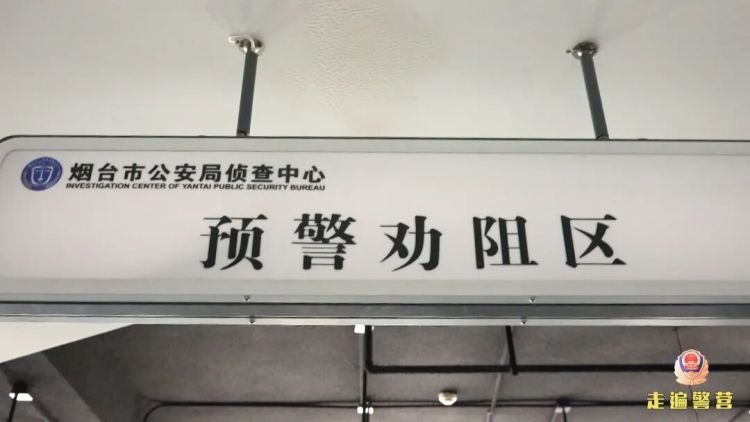 烟台市公安局侦查中心
INVESTIGATION CENTER OF YANTAI PUBLIC SECURITY BUREAU
预警劝阻区
走遍警营